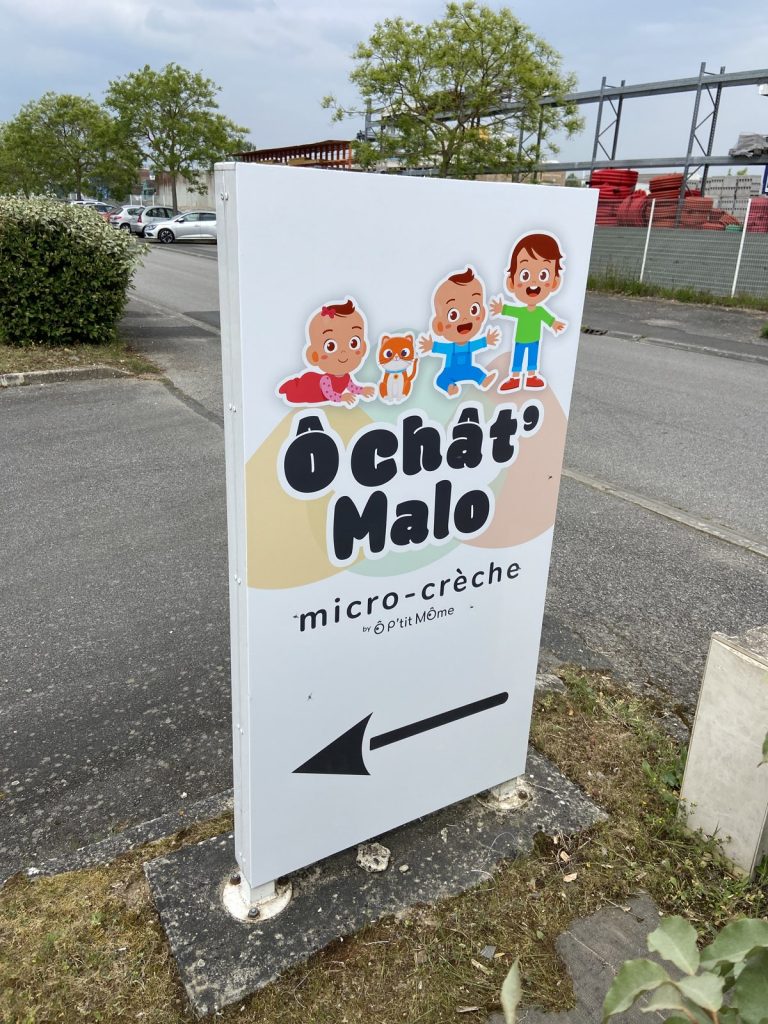 Ô chât'
Malo
micro-crèche
by Ô P'tit MÔme